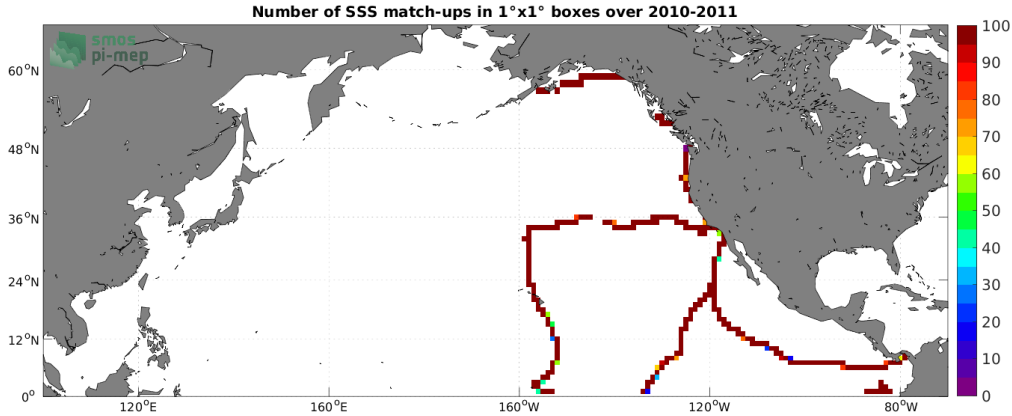 Number of SSS match-ups in 1°x1° boxes over 2010-2011
smos
pi-mep
60°N
48°N
36°N
24°N
12°N
0°
120°E
160°E
160°W
120°W
80°W
100
90
80
70
60
50
40
30
20
10
0